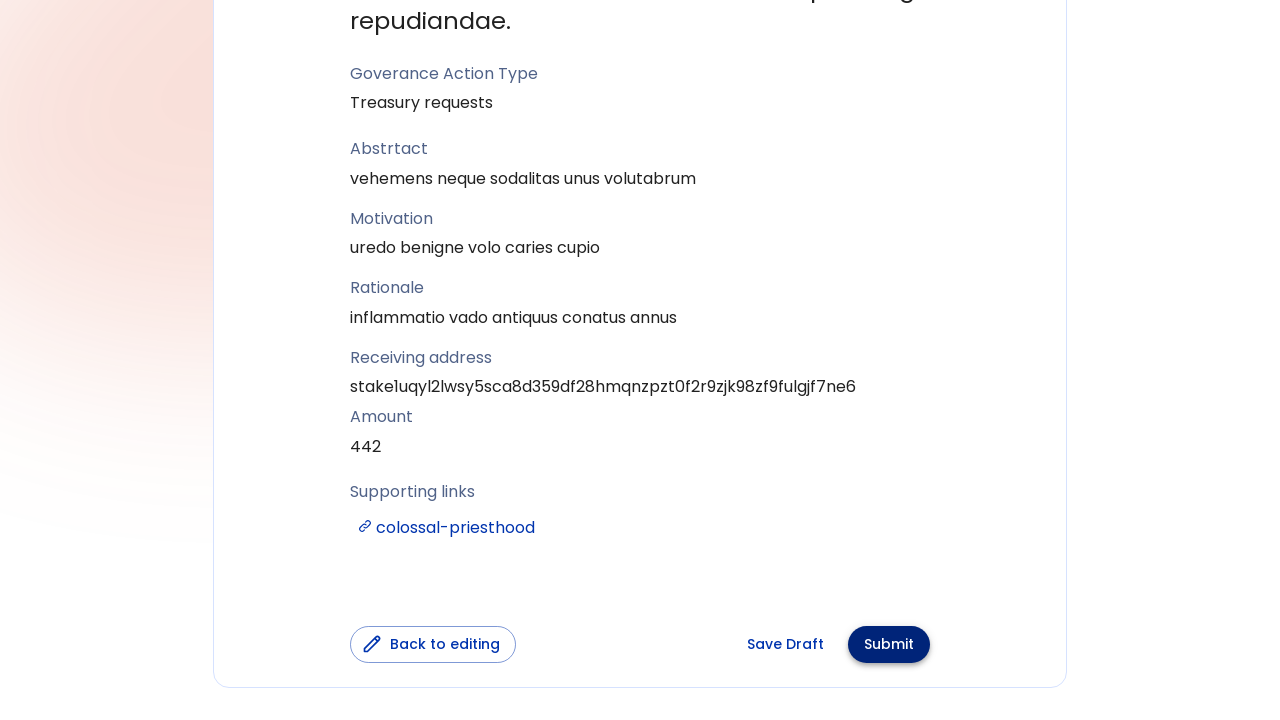 repudiandae.
Goverance Action Type
Treasury requests
Abstrtact
vehemens neque sodalitas unus volutabrum
Motivation
uredo benigne volo caries cupio
Rationale
inflammatio vado antiquus conatus annus
Receiving address
stake1uqyl2lwsy5sca8d359df28hmqnzpzt0f2r9zjk98zf9fulgjf7ne6
Amount
442
Supporting links
colossal-priesthood
Back to editing
Save Draft
Submit